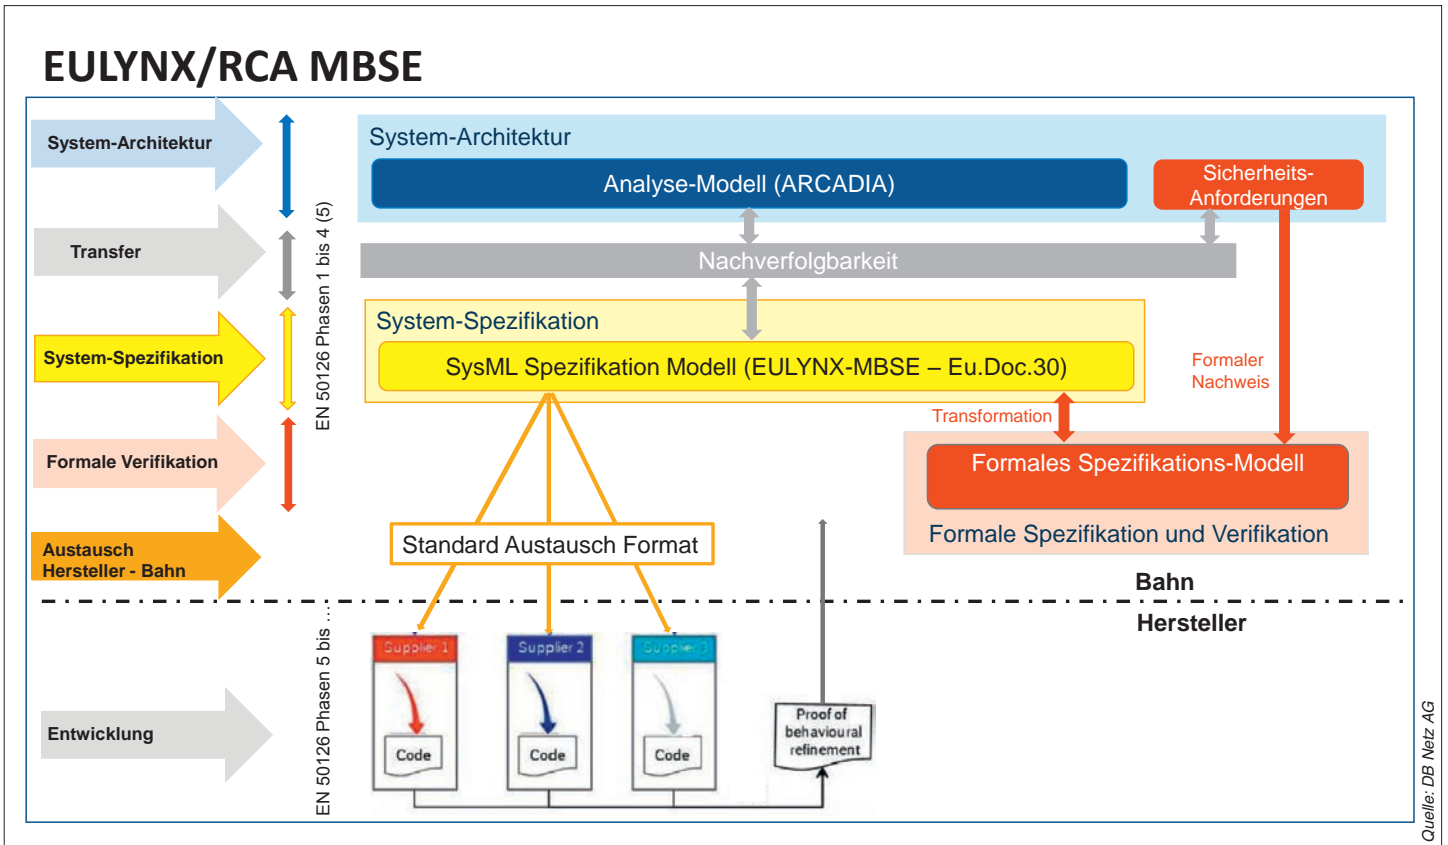 EULYNX/RCA MBSE
System-Architektur
Transfer
System-Spezifikation
Formale Verifikation
Austausch
Hersteller - Bahn
Entwicklung
EN 50126 Phasen 1 bis 4 (5)
EN 50126 Phasen 5 bis ...
System-Architektur
Analyse-Modell (ARCADIA)
Sicherheits-
Anforderungen
Nachverfolgbarkeit
System-Spezifikation
SysML Spezifikation Modell (EULYNX-MBSE – Eu.Doc.30)
Formaler
Nachweis
Transformation
Formales Spezifikations-Modell
Formale Spezifikation und Verifikation
Standard Austausch Format
Bahn
Hersteller
Supplier 1
Supplier 2
Supplier 3
Code
Code
Code
Proof of
behavioural
refinement
Quelle: DB Netz AG